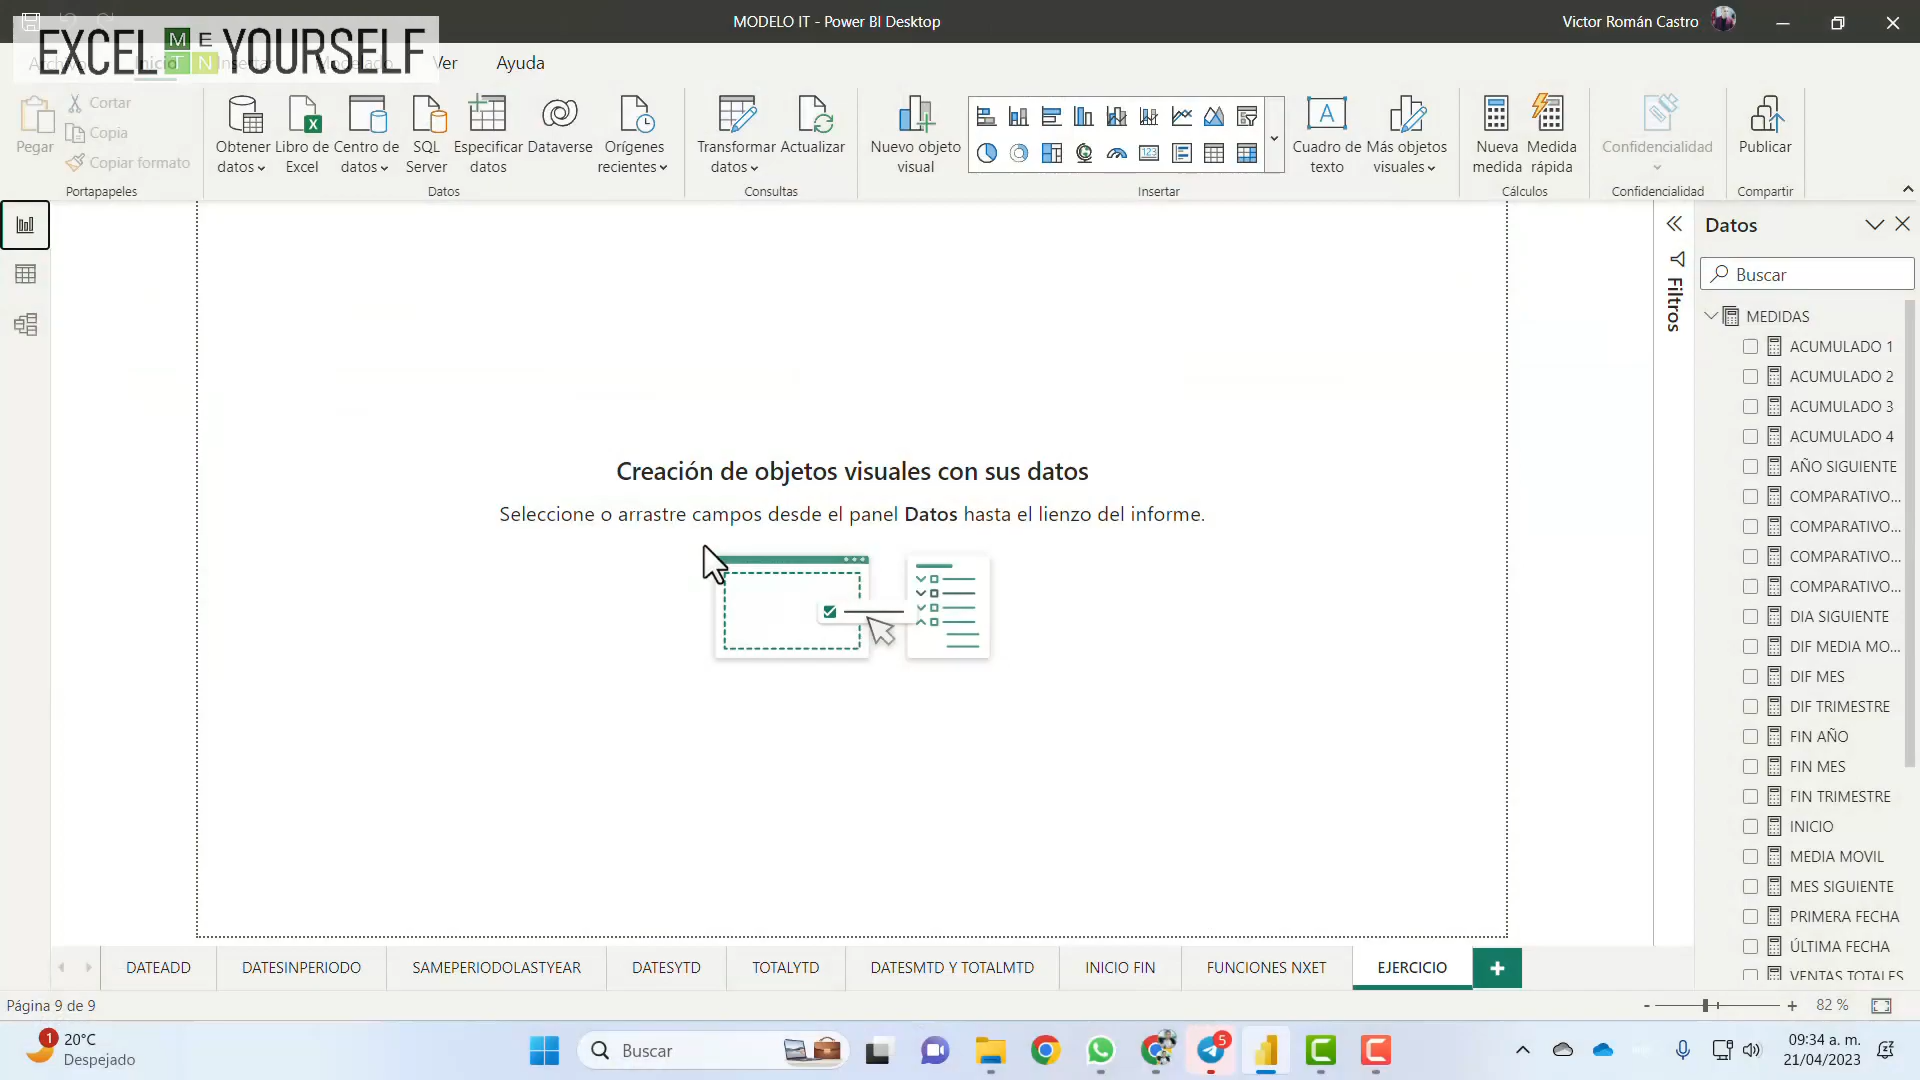 MODELO IT - Power BI Desktop
Victor Román Castro
EXCEL ME TN YOURSELF
Ver
Ayuda
Pegar
Cortar
Copia
Copiar formato
Portapapeles
Obtener datos
Libro de Excel
Centro de datos
SQL Server
Especificar datos
Dataverse
Orígenes recientes
Datos
Transformar datos
Actualizar
Consultas
Nuevo objeto visual
Insertar
Cuadro de texto
Más objetos visuales
Nueva medida
Medida rápida
Cálculos
Confidencialidad
Confidencialidad
Publicar
Compartir
Creación de objetos visuales con sus datos
Seleccione o arrastre campos desde el panel Datos hasta el lienzo del informe.
Filtros
Datos
Buscar
MEDIDAS
ACUMULADO 1
ACUMULADO 2
ACUMULADO 3
ACUMULADO 4
AÑO SIGUIENTE
COMPARATIVO...
COMPARATIVO...
COMPARATIVO...
COMPARATIVO...
DIA SIGUIENTE
DIF MEDIA MO...
DIF MES
DIF TRIMESTRE
FIN AÑO
FIN MES
FIN TRIMESTRE
INICIO
MEDIA MOVIL
MES SIGUIENTE
PRIMERA FECHA
ÚLTIMA FECHA
VENTAS TOTALES
DATEADD
DATESINPERIODO
SAMEPERIODOLASTYEAR
DATESYTD
TOTALYTD
DATESMTD Y TOTALMTD
INICIO FIN
FUNCIONES NXET
EJERCICIO
Página 9 de 9
82 %
1
20°C
Despejado
Buscar
5
09:34 a. m.
21/04/2023